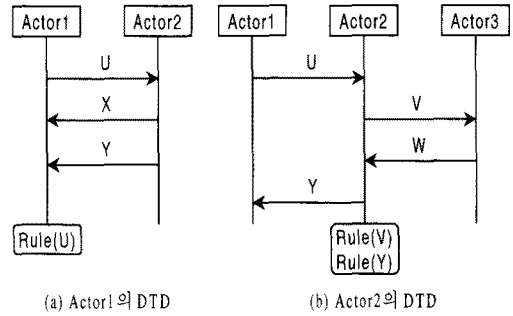 Actor1 Actor2 Actor1 Actor2 Actor3
U U
X V
Y W
Y
Rule(U) Rule(V)
Rule(Y)
(a) Actor1의 DTD (b) Actor2의 DTD